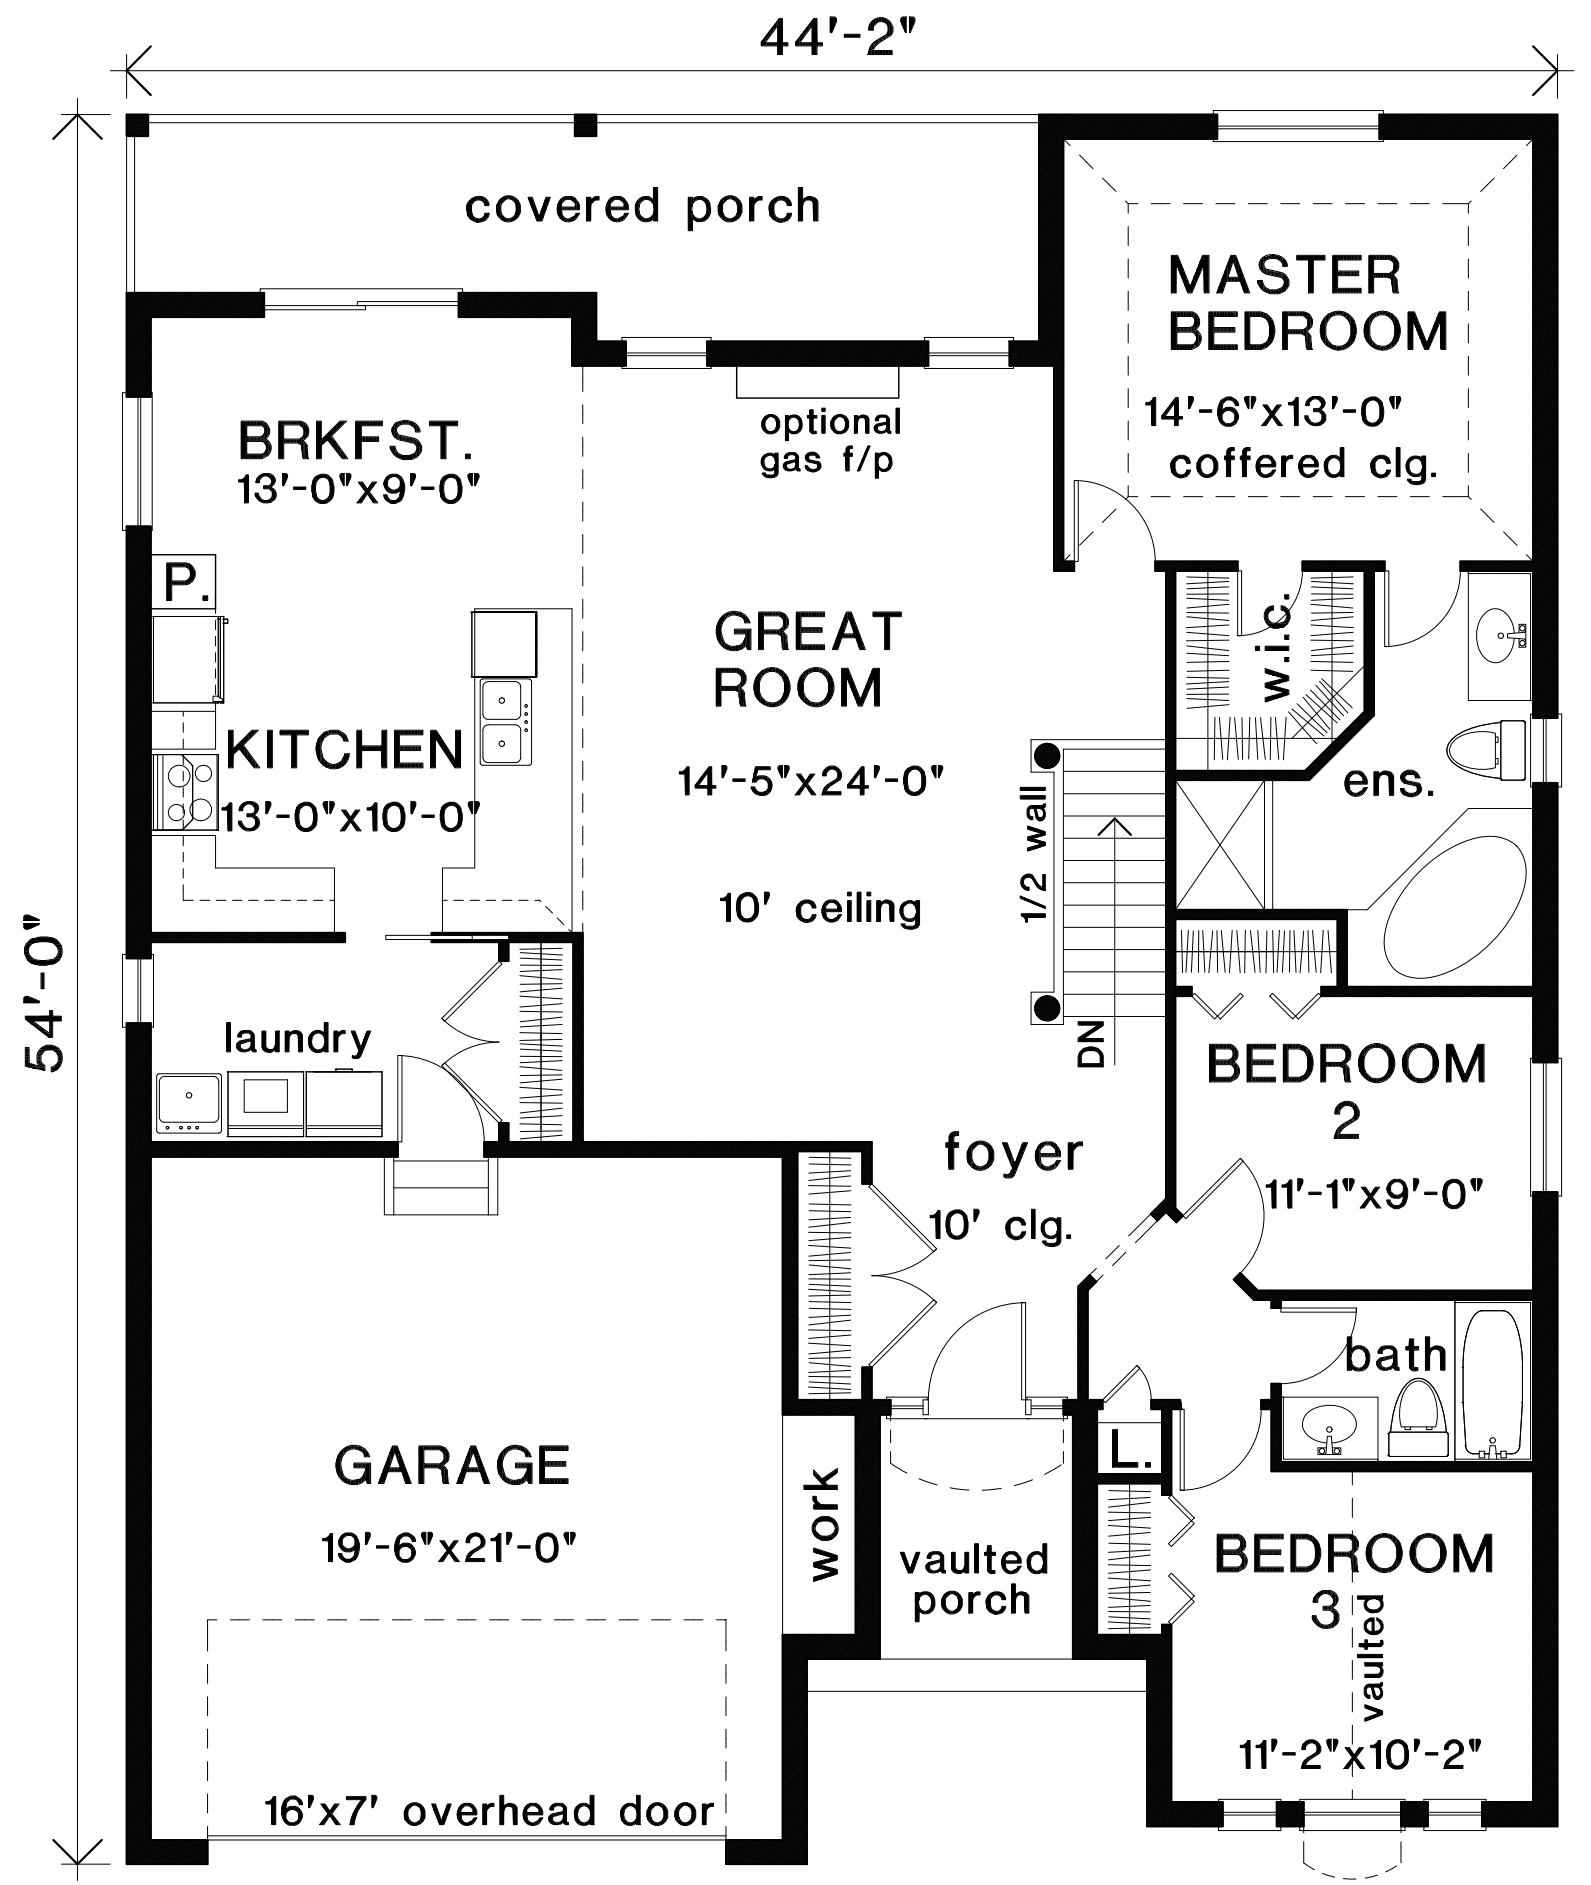 44'-2"
covered porch
MASTER
BEDROOM
14'-6"x13'-0"
coffered clg.
optional
gas f/p
BRKFST.
13'-0"x9'-0"
P.
GREAT
ROOM
14'-5"x24'-0"
10' ceiling
KITCHEN
13'-0"x10'-0"
w.i.c.
ens.
1/2 wall
DN
54'-0"
laundry
BEDROOM
2
11'-1"x9'-0"
foyer
10' clg.
bath
L.
GARAGE
19'-6"x21'-0"
work
vaulted
porch
BEDROOM
3
vaulted
11'-2"x10'-2"
16'x7' overhead door